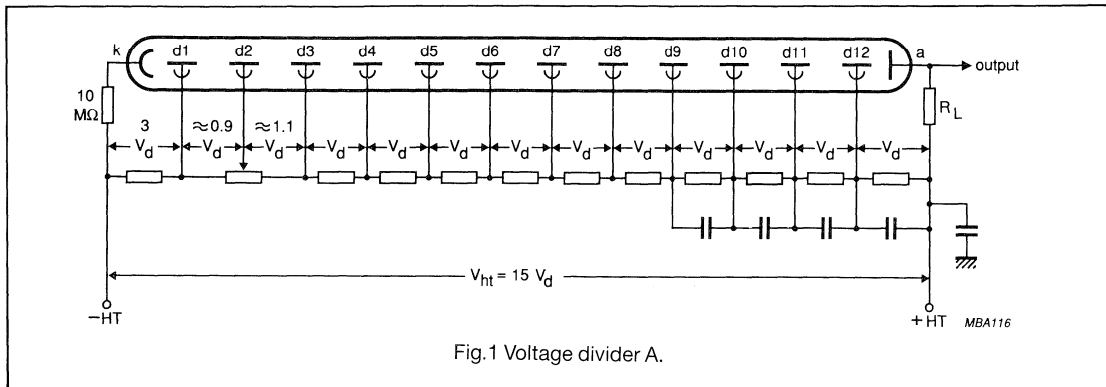 k d1 d2 d3 d4 d5 d6 d7 d8 d9 d10 d11 d12 a
output
10
MΩ
3 ≈0.9 ≈1.1
V_d V_d V_d V_d V_d V_d V_d V_d V_d V_d V_d V_d V_d
R_L
V_ht = 15 V_d
−HT +HT MBA116
Fig.1 Voltage divider A.